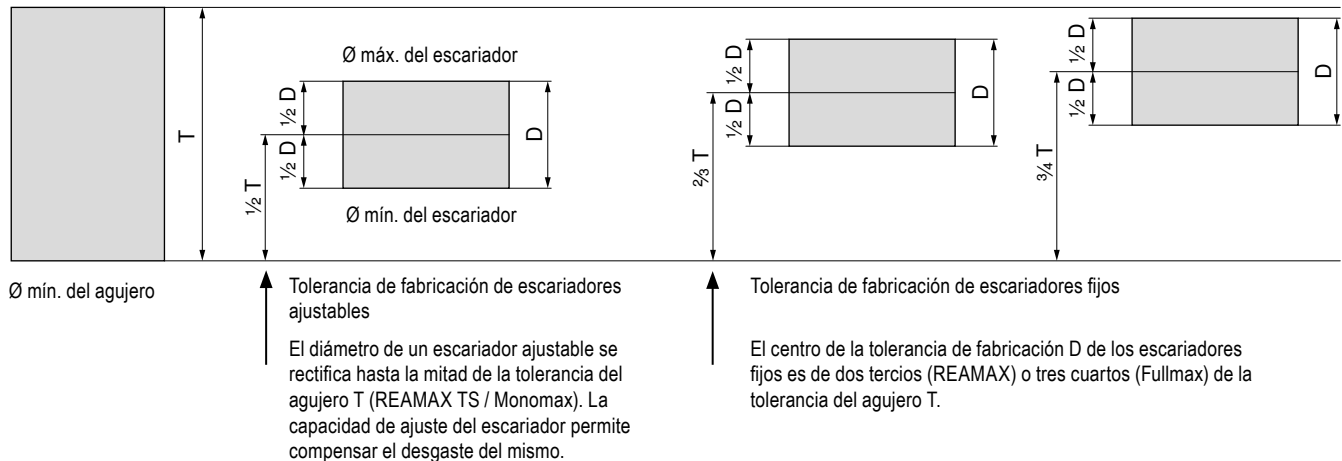 T
½ T
½ D
½ D
Ø máx. del escariador
Ø mín. del escariador
D
⅔ T
½ D
½ D
D
¾ T
½ D
½ D
D
Ø mín. del agujero
Tolerancia de fabricación de escariadores
ajustables
El diámetro de un escariador ajustable se
rectifica hasta la mitad de la tolerancia del
agujero T (REAMAX TS / Monomax). La
capacidad de ajuste del escariador permite
compensar el desgaste del mismo.
Tolerancia de fabricación de escariadores fijos
El centro de la tolerancia de fabricación D de los escariadores
fijos es de dos tercios (REAMAX) o tres cuartos (Fullmax) de la
tolerancia del agujero T.